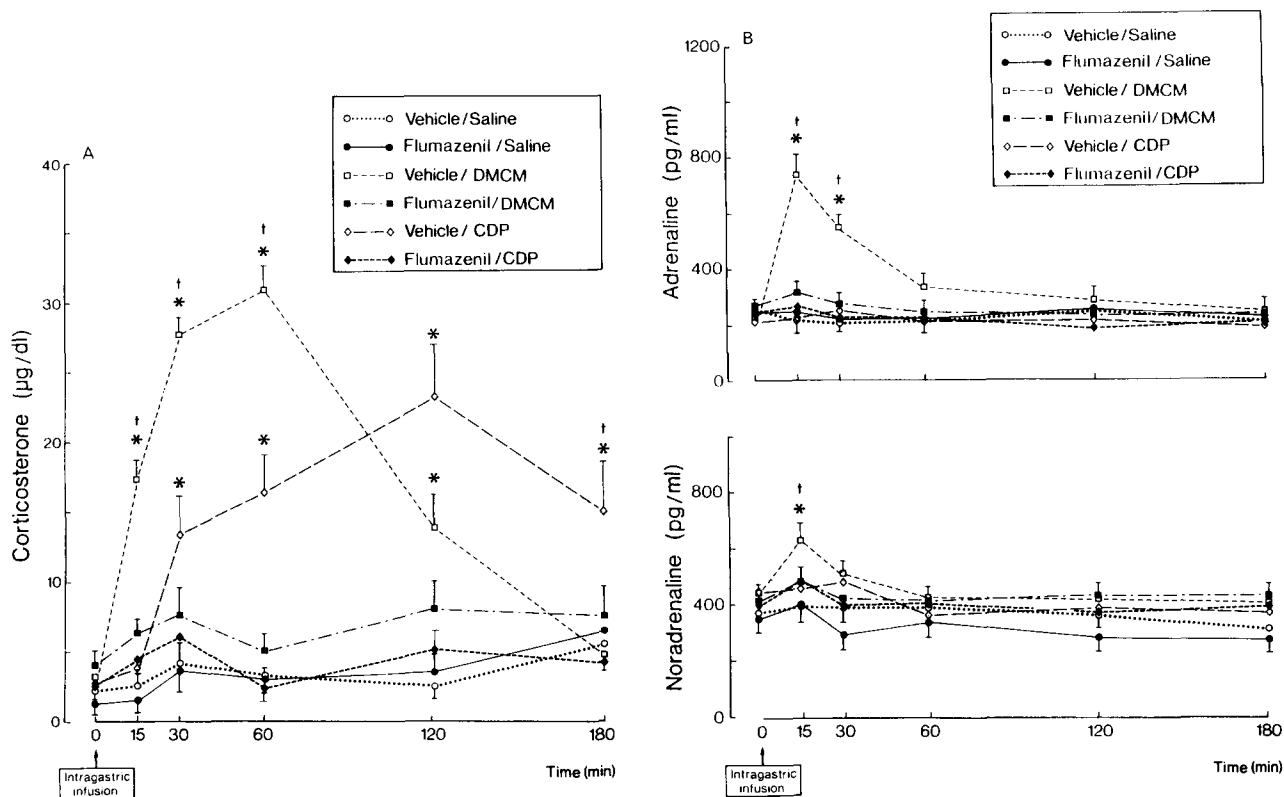 A
Vehicle/Saline
Flumazenil/Saline
Vehicle/DMCM
Flumazenil/DMCM
Vehicle/CDP
Flumazenil/CDP
Corticosterone (µg/dl)
40
30
20
10
0
†
*
†
*
†
*
*
*
*
*
†
*
0 15 30 60 120 180
Intragastric
infusion
Time (min)
B
Vehicle/Saline
Flumazenil/Saline
Vehicle/DMCM
Flumazenil/DMCM
Vehicle/CDP
Flumazenil/CDP
Adrenaline (pg/ml)
1200
800
400
0
†
*
†
*
Noradrenaline (pg/ml)
800
400
0
†
*
0 15 30 60 120 180
Intragastric
infusion
Time (min)